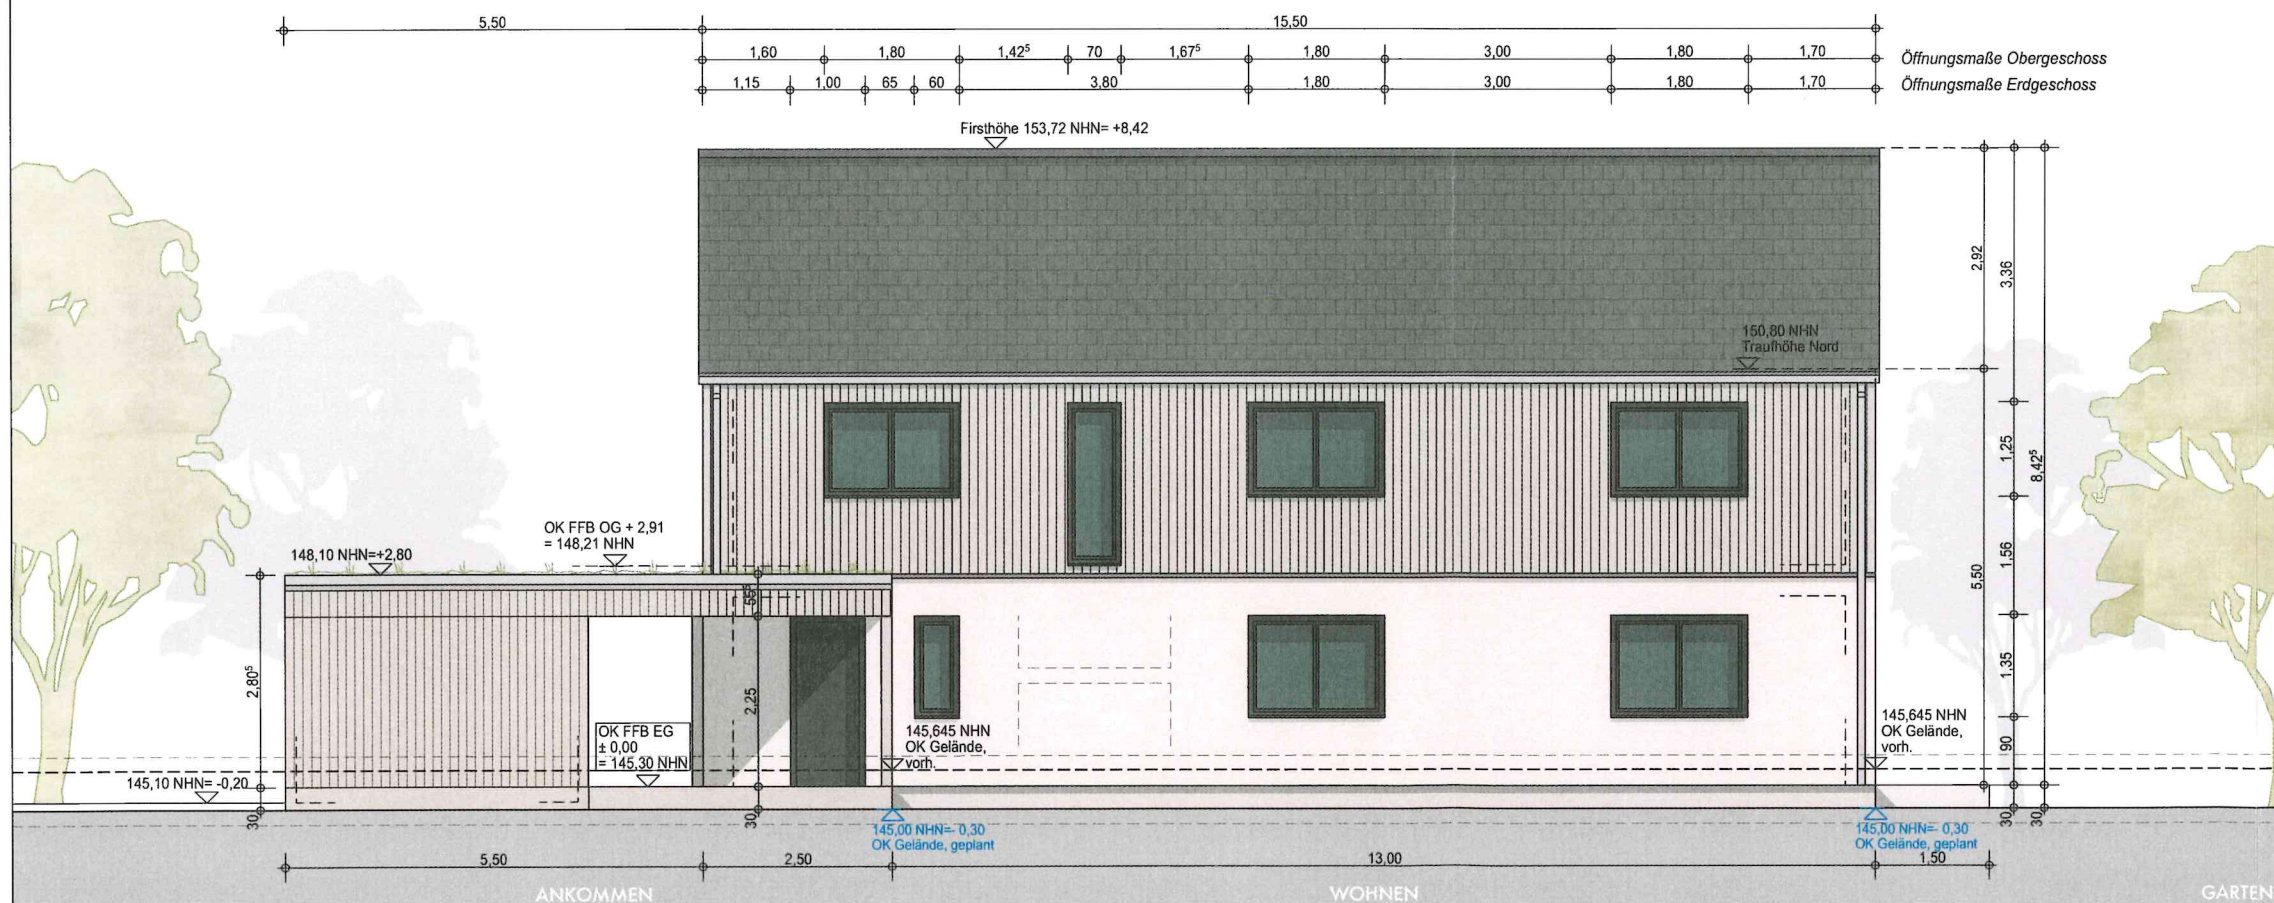 5,50 15,50
1,60 1,80 1,42⁵ 70 1,67⁵ 1,80 3,00 1,80 1,70 Öffnungsmaße Obergeschoss
1,15 1,00 65 60 3,80 1,80 3,00 1,80 1,70 Öffnungsmaße Erdgeschoss
Firsthöhe 153,72 NHN= +8,42
2,92
3,36
150,80 NHN
Traufhöhe Nord
1,25
8,42⁵
OK FFB OG + 2,91
= 148,21 NHN
148,10 NHN=+2,80
1,56
5,50
55⁵
2,80⁵
2,25
1,35
OK FFB EG
± 0,00
= 145,30 NHN
145,645 NHN
OK Gelände,
vorh.
145,645 NHN
OK Gelände,
vorh.
90
145,10 NHN= -0,20
30
30
30
30
145,00 NHN=- 0,30
OK Gelände, geplant
145,00 NHN=- 0,30
OK Gelände, geplant
5,50 2,50 13,00 1,50
ANKOMMEN WOHNEN GARTEN